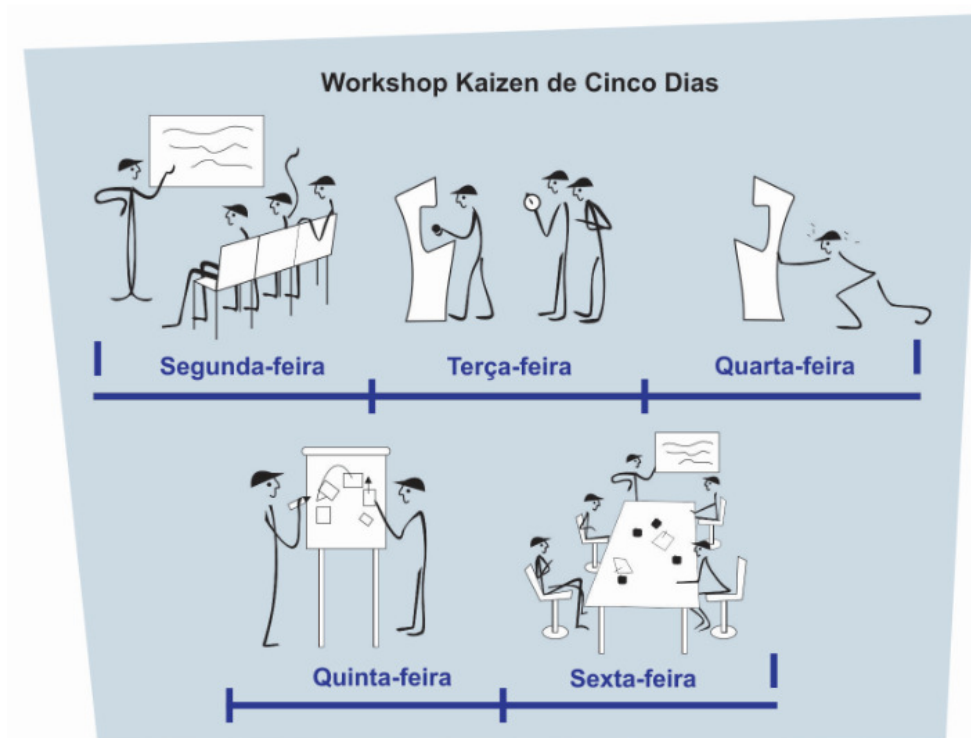 Workshop Kaizen de Cinco Dias
Segunda-feira
Terça-feira
Quarta-feira
Quinta-feira
Sexta-feira